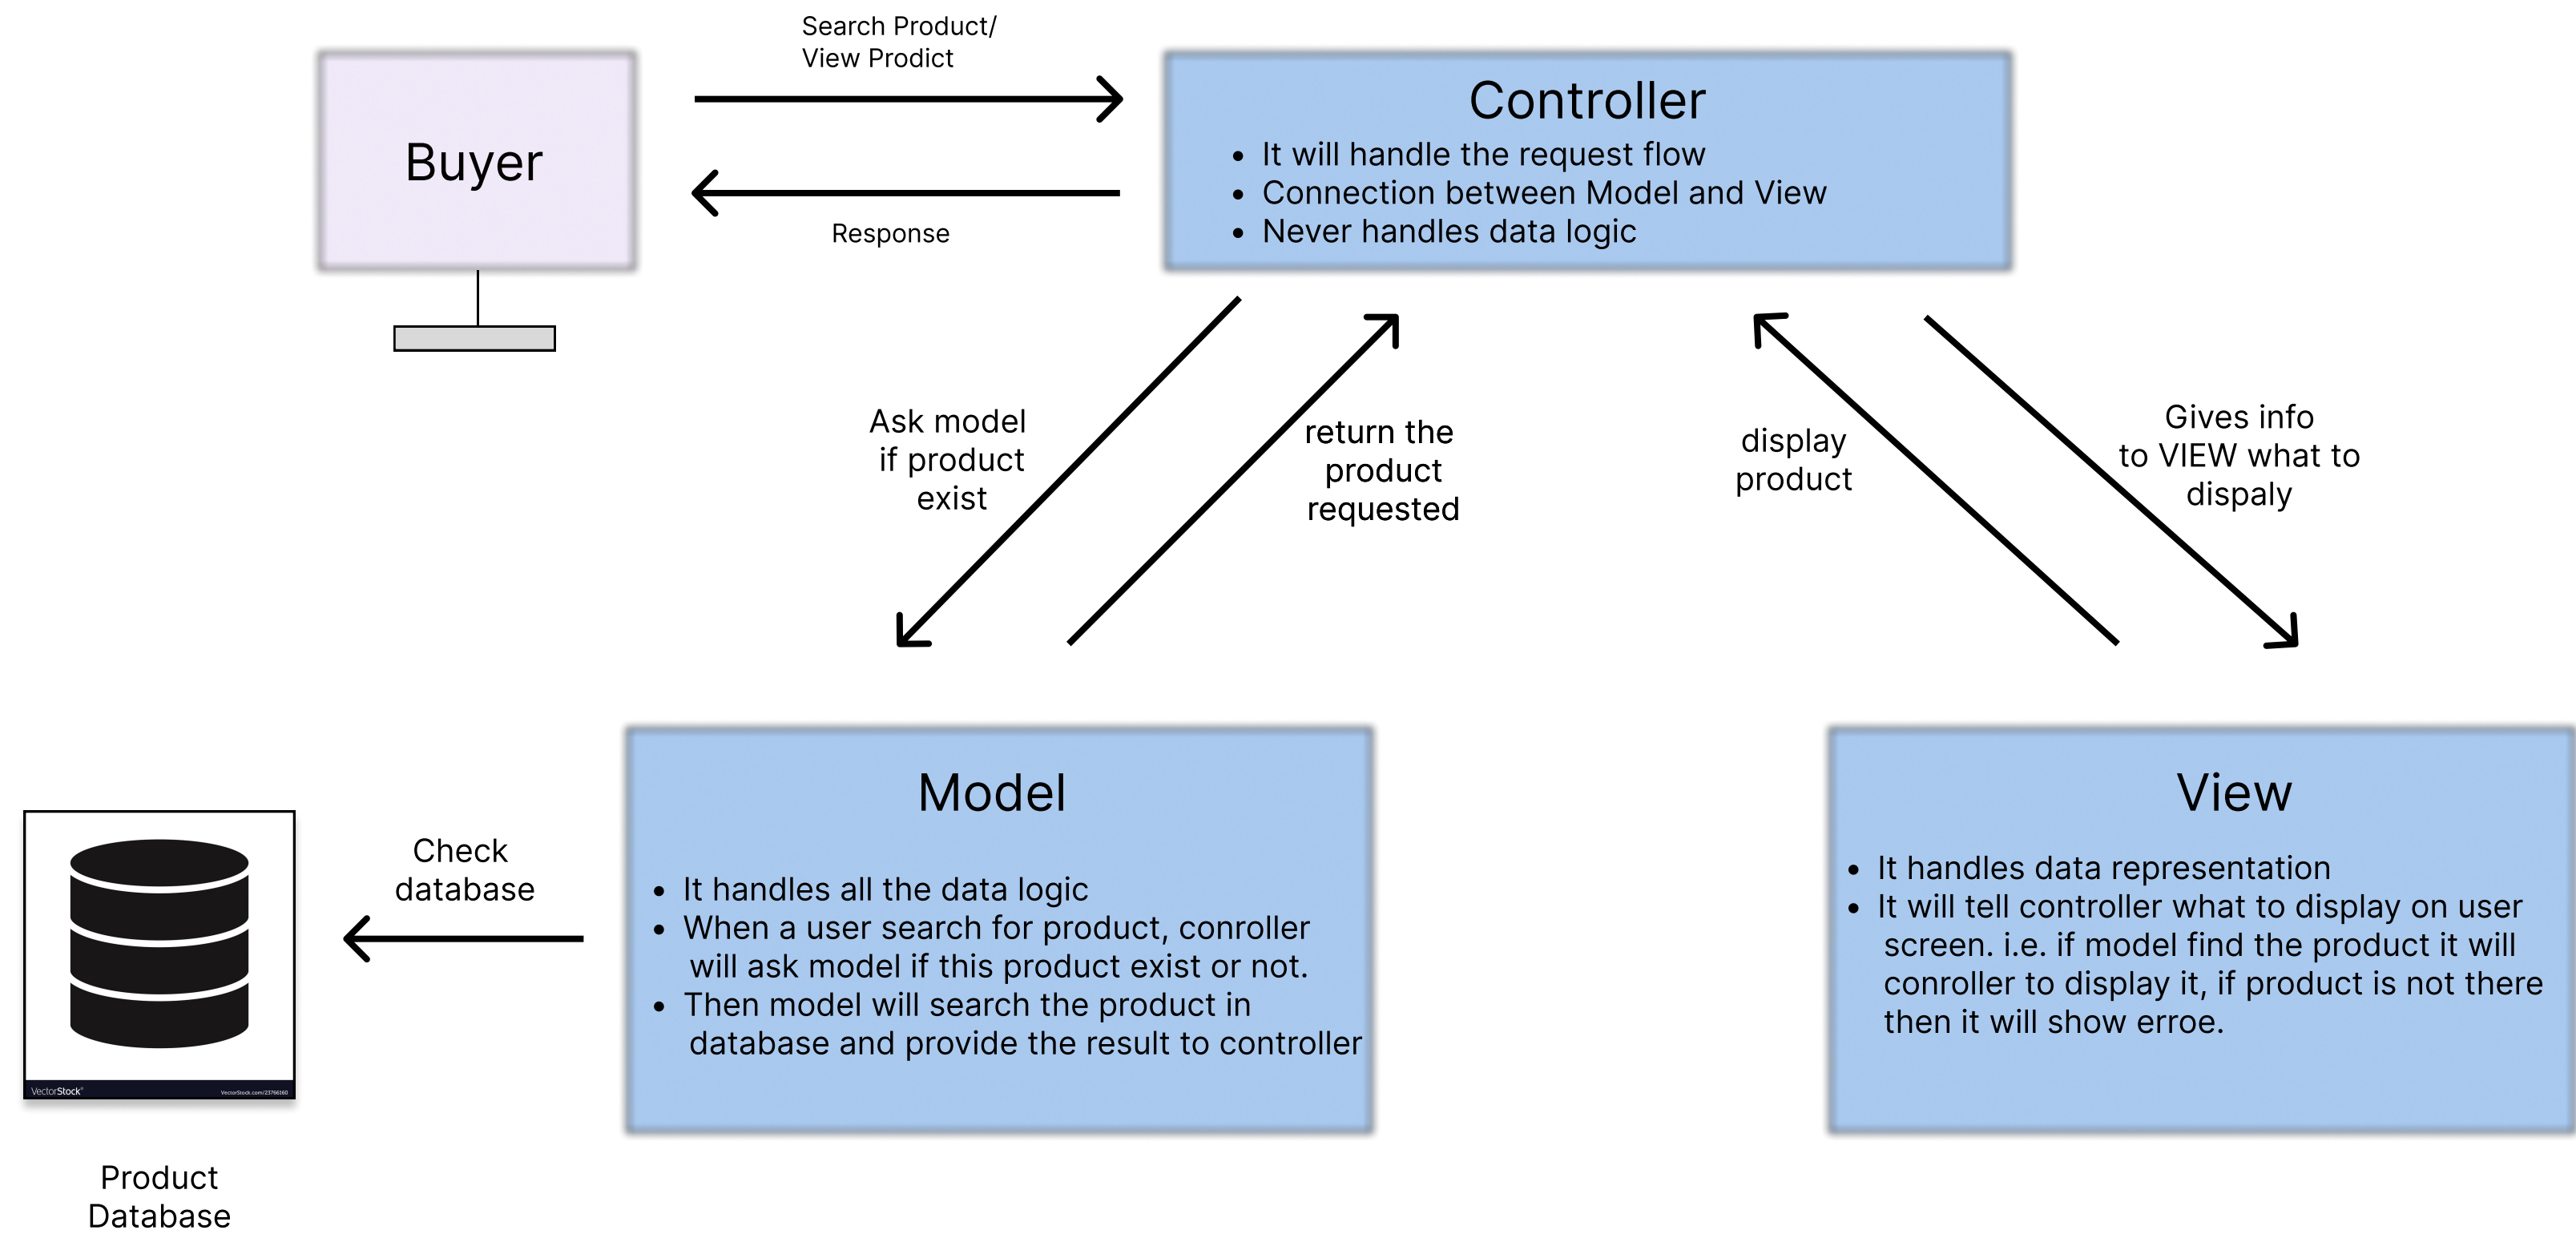 Search Product/
View Prodict
Buyer
Response
Controller
• It will handle the request flow
• Connection between Model and View
• Never handles data logic
Ask model
if product
exist
return the
product
requested
display
product
Gives info
to VIEW what to
dispaly
Check
database
Model
• It handles all the data logic
• When a user search for product, conroller
will ask model if this product exist or not.
• Then model will search the product in
database and provide the result to controller
View
• It handles data representation
• It will tell controller what to display on user
screen. i.e. if model find the product it will
conroller to display it, if product is not there
then it will show erroe.
VectorStock®
VectorStock.com/23766160
Product
Database